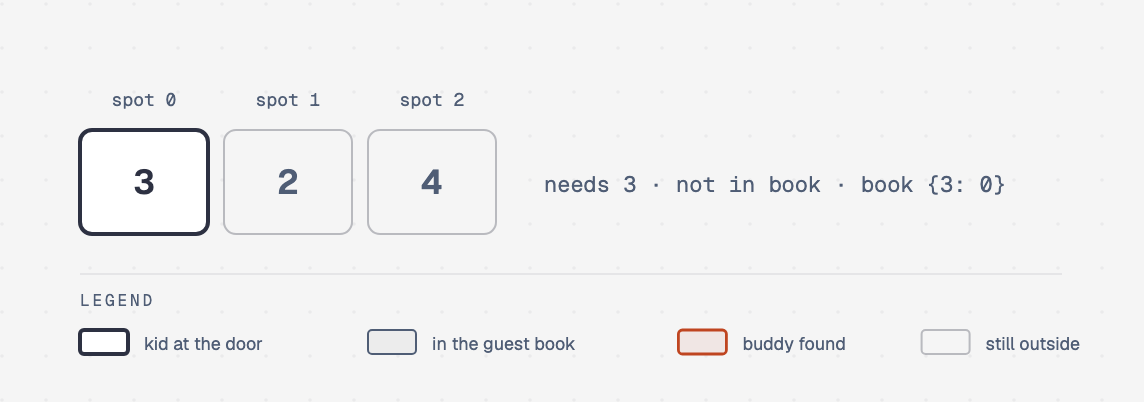 spot 0 spot 1 spot 2
3 2 4 needs 3 · not in book · book {3: 0}
LEGEND
kid at the door in the guest book buddy found still outside